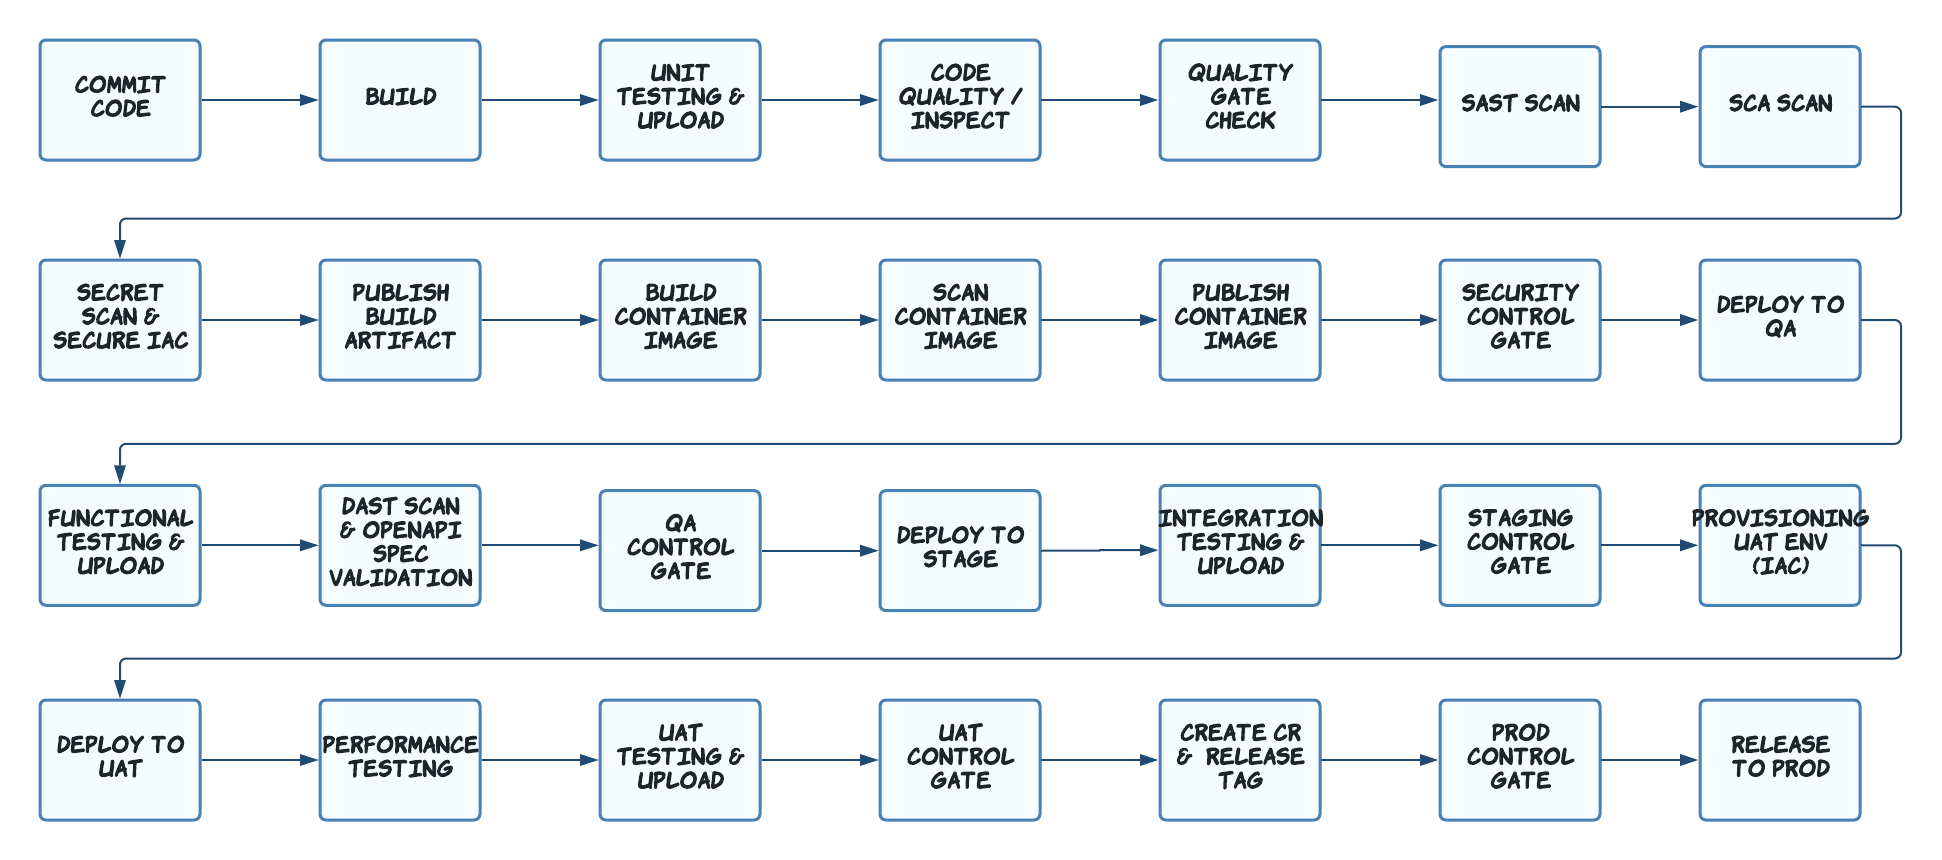 COMMIT
CODE
BUILD
UNIT
TESTING &
UPLOAD
CODE
QUALITY /
INSPECT
QUALITY
GATE
CHECK
SAST SCAN
SCA SCAN
SECRET
SCAN &
SECURE IAC
PUBLISH
BUILD
ARTIFACT
BUILD
CONTAINER
IMAGE
SCAN
CONTAINER
IMAGE
PUBLISH
CONTAINER
IMAGE
SECURITY
CONTROL
GATE
DEPLOY TO
QA
FUNCTIONAL
TESTING &
UPLOAD
DAST SCAN
& OPENAPI
SPEC
VALIDATION
QA
CONTROL
GATE
DEPLOY TO
STAGE
INTEGRATION
TESTING &
UPLOAD
STAGING
CONTROL
GATE
PROVISIONING
UAT ENV
(IAC)
DEPLOY TO
UAT
PERFORMANCE
TESTING
UAT
TESTING &
UPLOAD
UAT
CONTROL
GATE
CREATE CR
& RELEASE
TAG
PROD
CONTROL
GATE
RELEASE
TO PROD